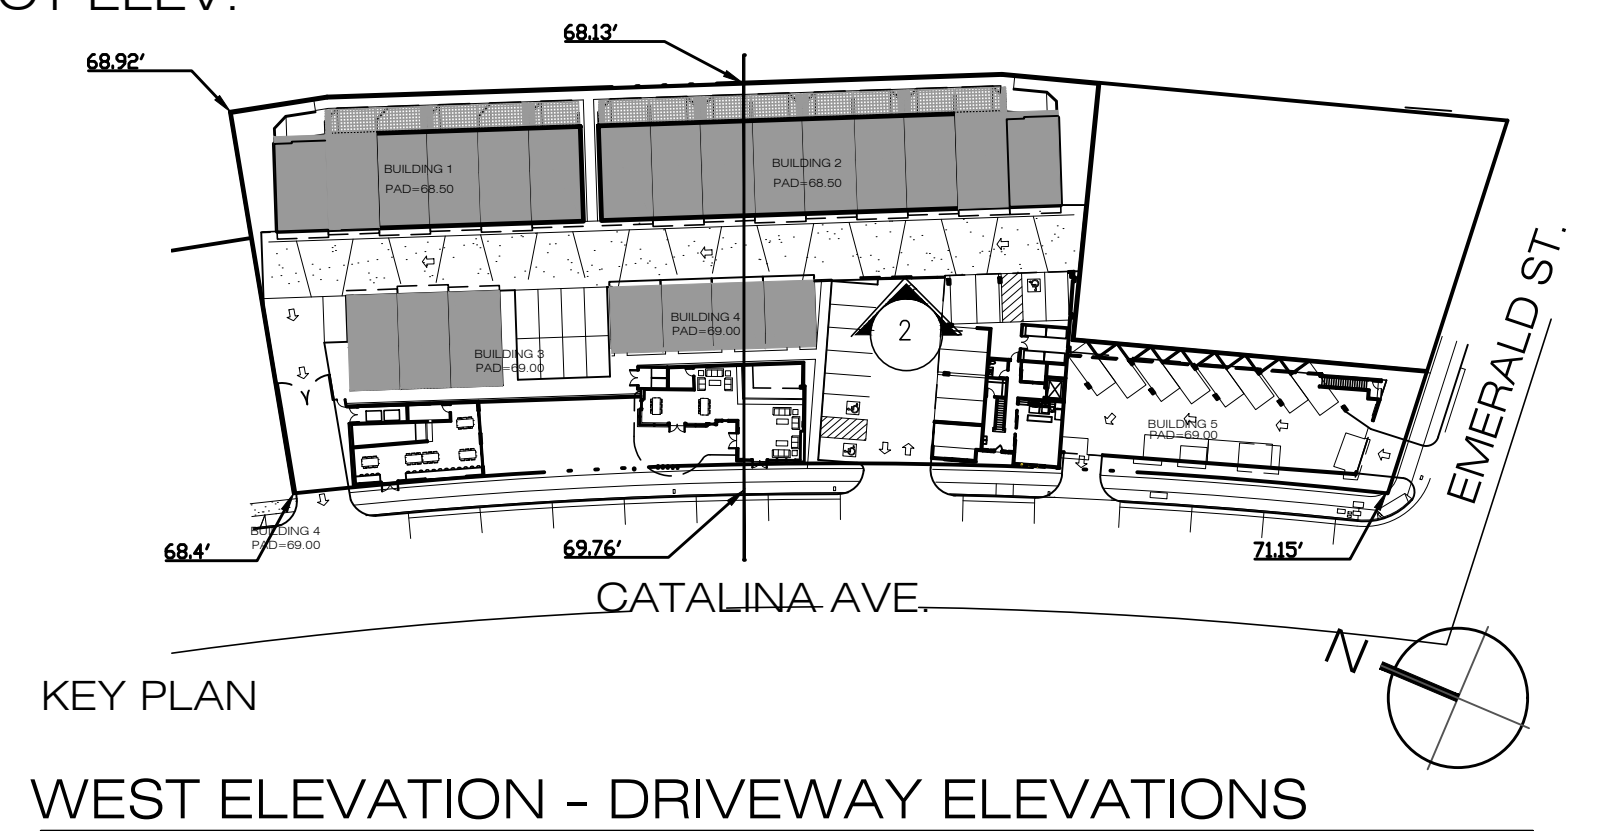 68.13'
68.92'
BUILDING 1
PAD=68.50
BUILDING 2
PAD=68.50
BUILDING 4
PAD=69.00
2
BUILDING 3
PAD=69.00
BUILDING 5
PAD=69.00
EMERALD ST.
BUILDING 4
PAD=69.00
68.4'
69.76'
71.15'
CATALINA AVE.
N
KEY PLAN
WEST ELEVATION - DRIVEWAY ELEVATIONS